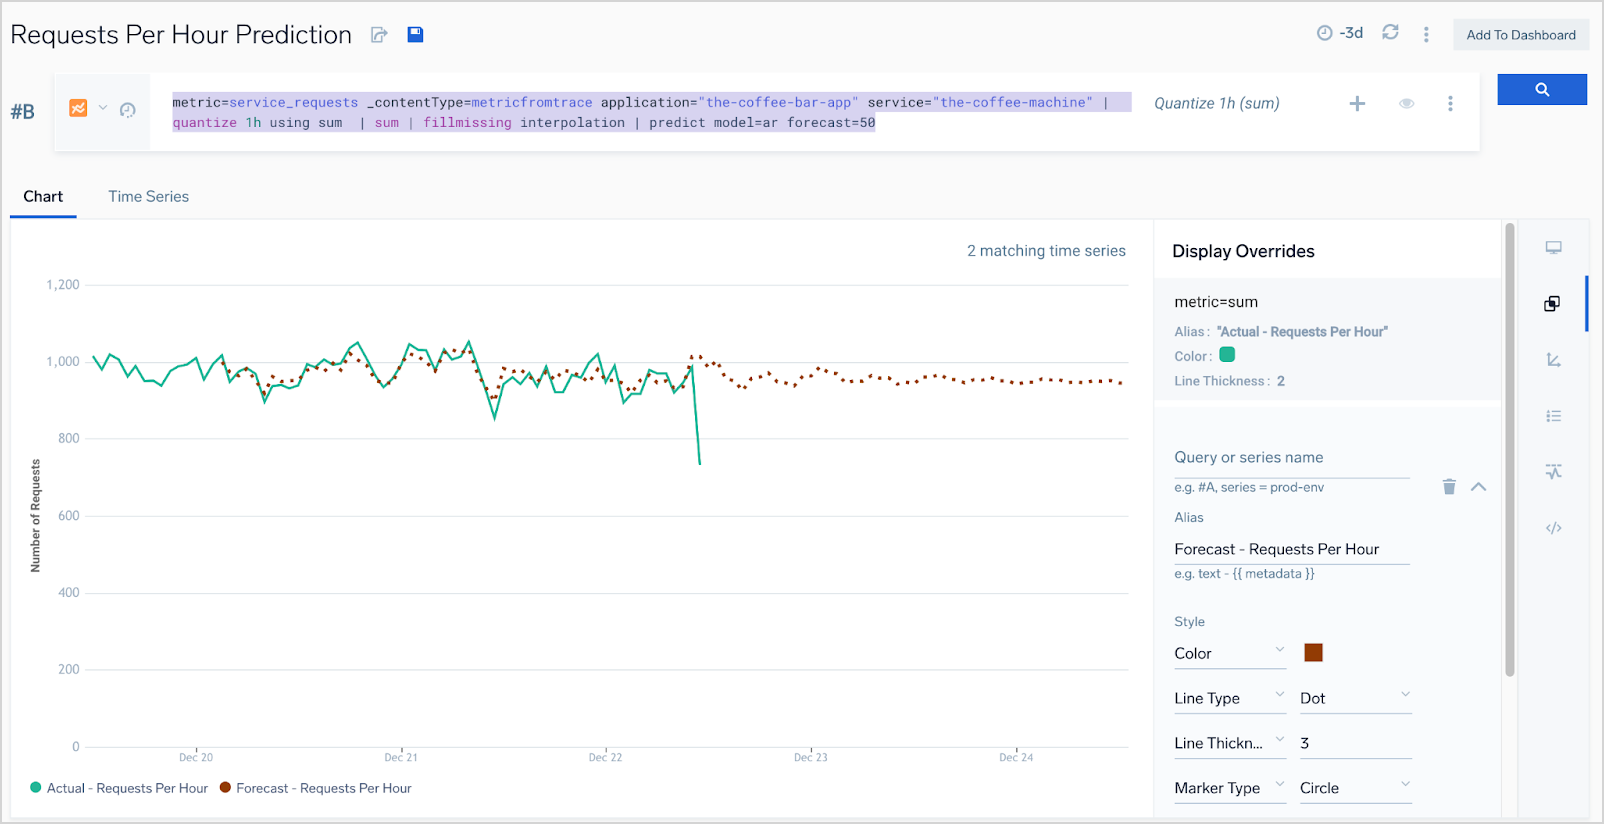 Requests Per Hour Prediction
-3d
Add To Dashboard
#B
metric=service_requests _contentType=metricfromtrace application="the-coffee-bar-app" service="the-coffee-machine" |
quantize 1h using sum | sum | fillmissing interpolation | predict model=ar forecast=50
Quantize 1h (sum)
Chart
Time Series
2 matching time series
1,200
1,000
800
600
400
200
0
Number of Requests
Dec 20
Dec 21
Dec 22
Dec 23
Dec 24
Actual - Requests Per Hour
Forecast - Requests Per Hour
Display Overrides
metric=sum
Alias: "Actual - Requests Per Hour"
Color:
Line Thickness: 2
Query or series name
e.g. #A, series = prod-env
Alias
Forecast - Requests Per Hour
e.g. text - {{ metadata }}
Style
Color
Line Type
Dot
Line Thickn...
3
Marker Type
Circle